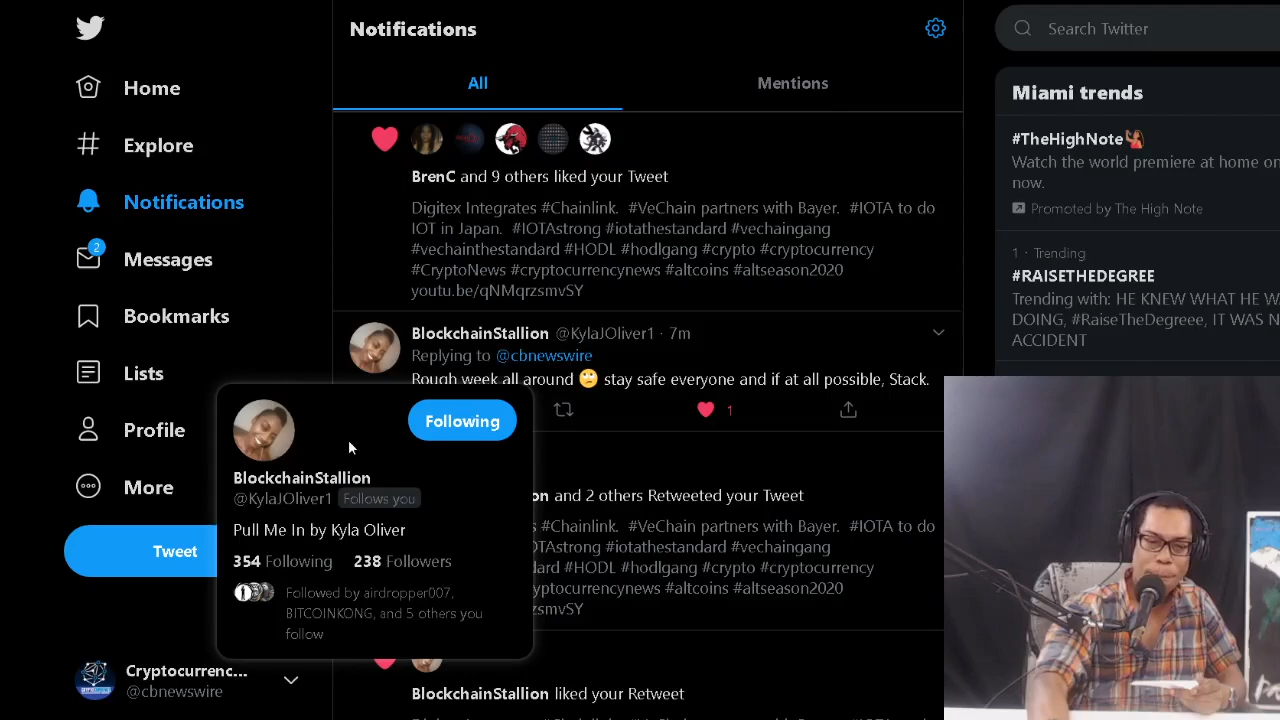 Home
Explore
Notifications
2
Messages
Bookmarks
Lists
Profile
More
Tweet
Cryptocurrenc...
@cbnewswire
Notifications
All
Mentions
BrenC and 9 others liked your Tweet
Digitex Integrates #Chainlink. #VeChain partners with Bayer. #IOTA to do
IOT in Japan. #IOTAstrong #iotathestandard #vechaingang
#vechainthestandard #HODL #hodlgang #crypto #cryptocurrency
#CryptoNews #cryptocurrencynews #altcoins #altseason2020
youtu.be/qNMqrzsmvSY
BlockchainStallion @KylaJOliver1 · 7m
Replying to @cbnewswire
Rough week all around 🙄 stay safe everyone and if at all possible, Stack.
1
Following
BlockchainStallion
@KylaJOliver1 Follows you
Pull Me In by Kyla Oliver
354 Following 238 Followers
Followed by airdropper007,
BITCOINKONG, and 5 others you
follow
on and 2 others Retweeted your Tweet
#Chainlink. #VeChain partners with Bayer. #IOTA to do
OTAstrong #iotathestandard #vechaingang
dard #HODL #hodlgang #crypto #cryptocurrency
yptocurrencynews #altcoins #altseason2020
zsmvSY
BlockchainStallion liked your Retweet
Search Twitter
Miami trends
#TheHighNote
Watch the world premiere at home on
now.
Promoted by The High Note
1 · Trending
#RAISETHEDEGREE
Trending with: HE KNEW WHAT HE W
DOING, #RaiseTheDegreee, IT WAS N
ACCIDENT